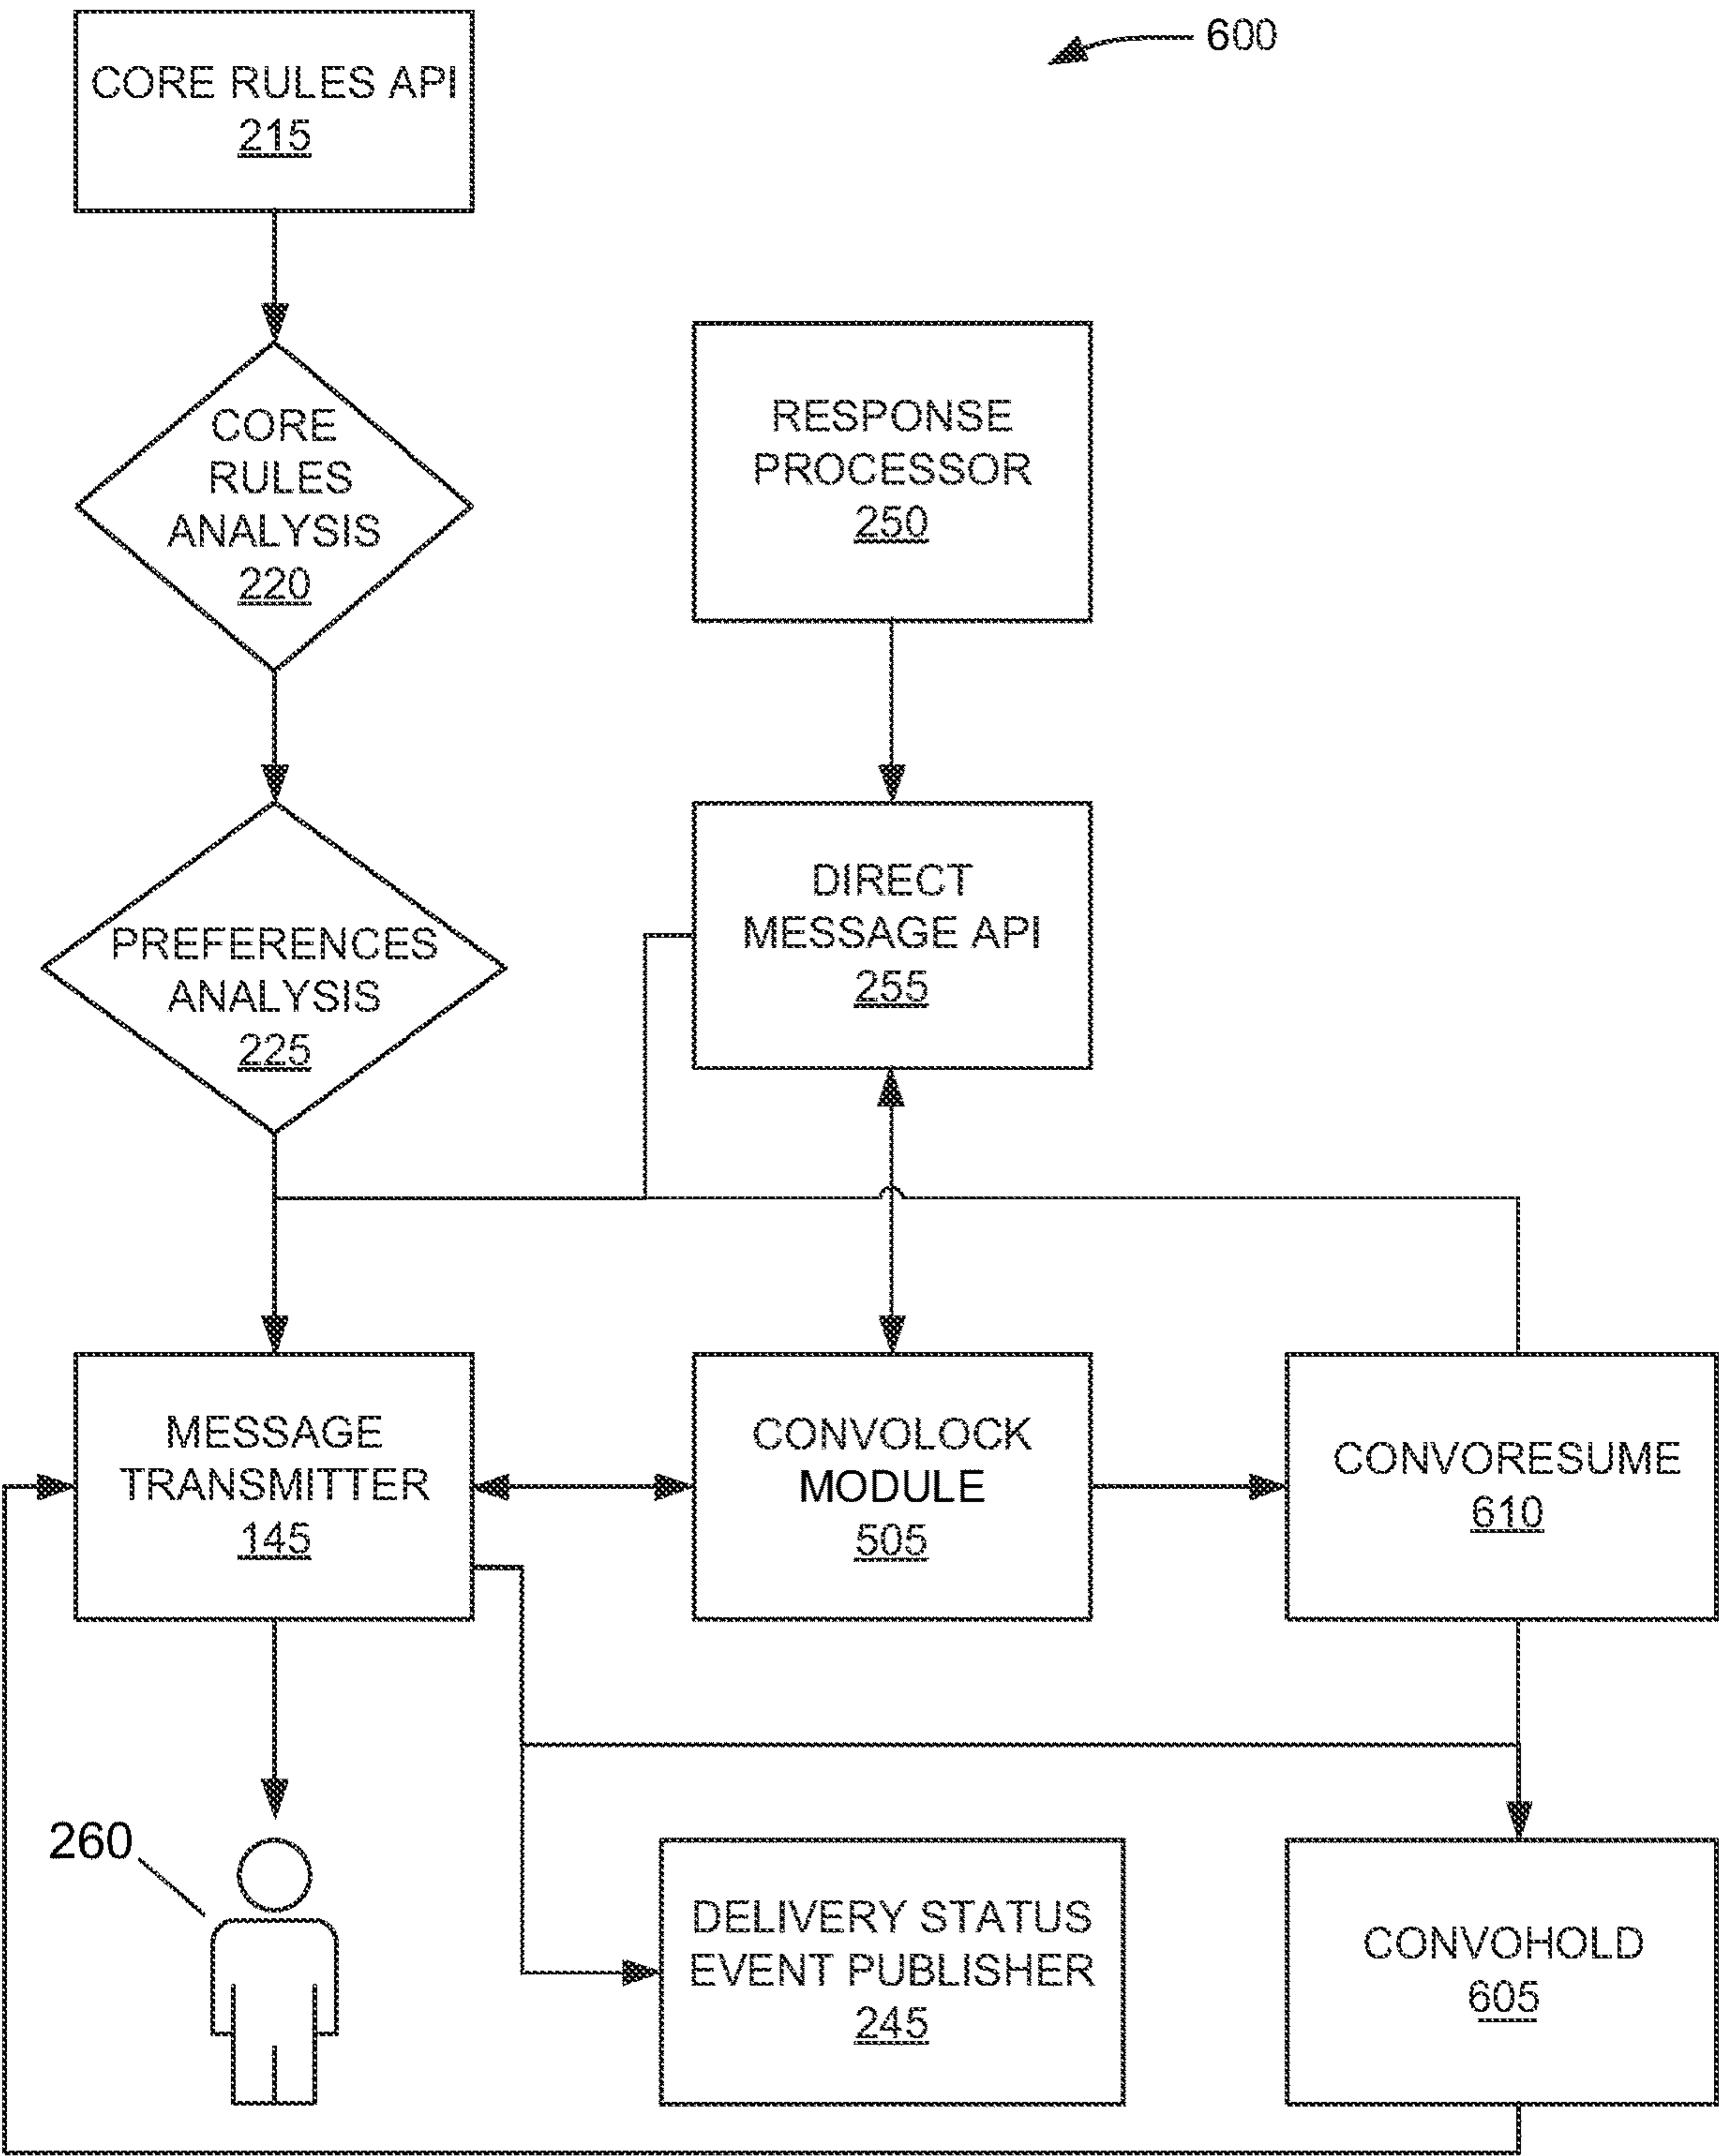 600
CORE RULES API
215
CORE
RULES
ANALYSIS
220
RESPONSE
PROCESSOR
250
PREFERENCES
ANALYSIS
225
DIRECT
MESSAGE API
255
MESSAGE
TRANSMITTER
145
CONVOLOCK
MODULE
505
CONVORESUME
610
260
DELIVERY STATUS
EVENT PUBLISHER
245
CONVOHOLD
605